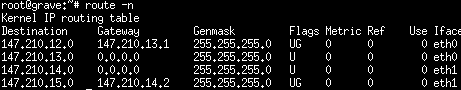 root@grave:~# route -n
Kernel IP routing table
Destination Gateway Genmask Flags Metric Ref Use Iface
147.210.12.0 147.210.13.1 255.255.255.0 UG 0 0 0 eth0
147.210.13.0 0.0.0.0 255.255.255.0 U 0 0 0 eth0
147.210.14.0 0.0.0.0 255.255.255.0 U 0 0 0 eth1
147.210.15.0 147.210.14.2 255.255.255.0 UG 0 0 0 eth1